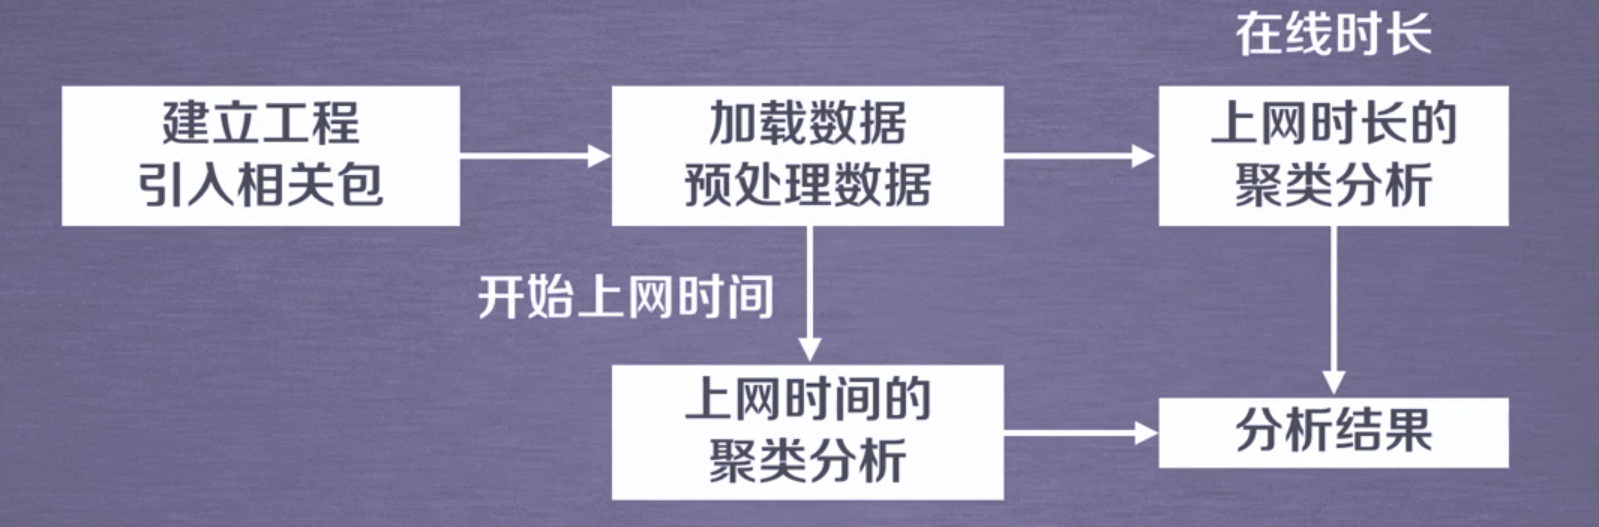 在线时长
建立工程
引入相关包
加载数据
预处理数据
上网时长的
聚类分析
开始上网时间
上网时间的
聚类分析
分析结果